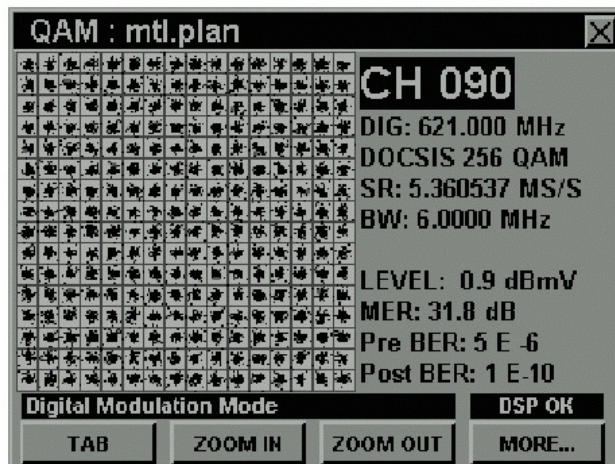 QAM : mtl.plan
CH 090
DIG: 621.000 MHz
DOCSIS 256 QAM
SR: 5.360537 MS/S
BW: 6.0000 MHz
LEVEL: 0.9 dBmV
MER: 31.8 dB
Pre BER: 5 E -6
Post BER: 1 E-10
Digital Modulation Mode DSP OK
TAB ZOOM IN ZOOM OUT MORE...